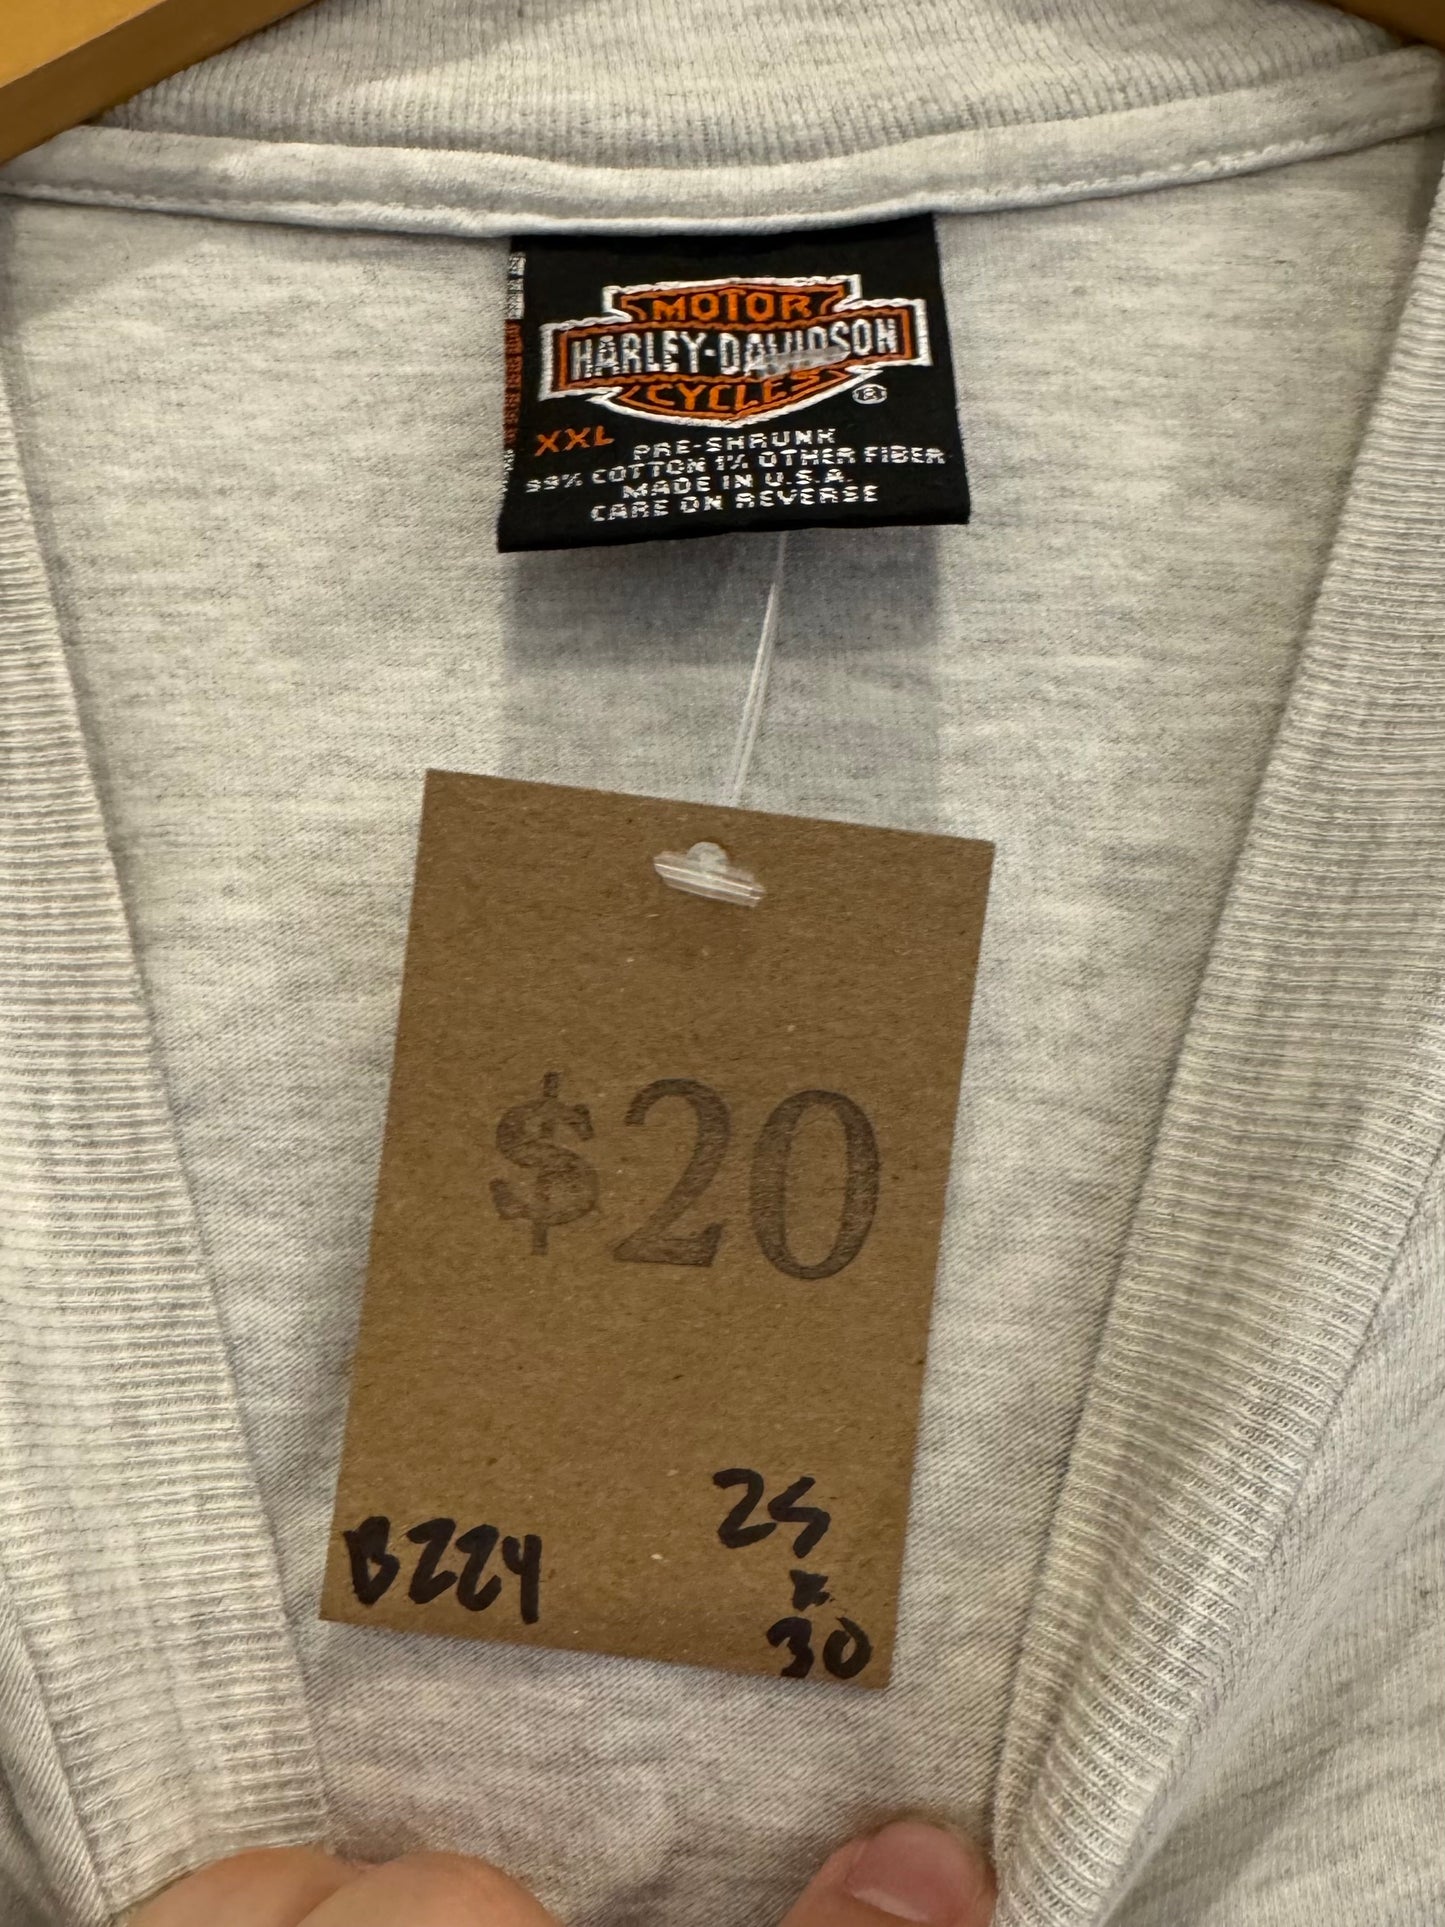 MOTOR
HARLEY-DAVIDSON
CYCLES
®
XXL
PRE-SHRUNK
99% COTTON 1% OTHER FIBER
MADE IN U.S.A.
CARE ON REVERSE
$20
B224
25
x
30